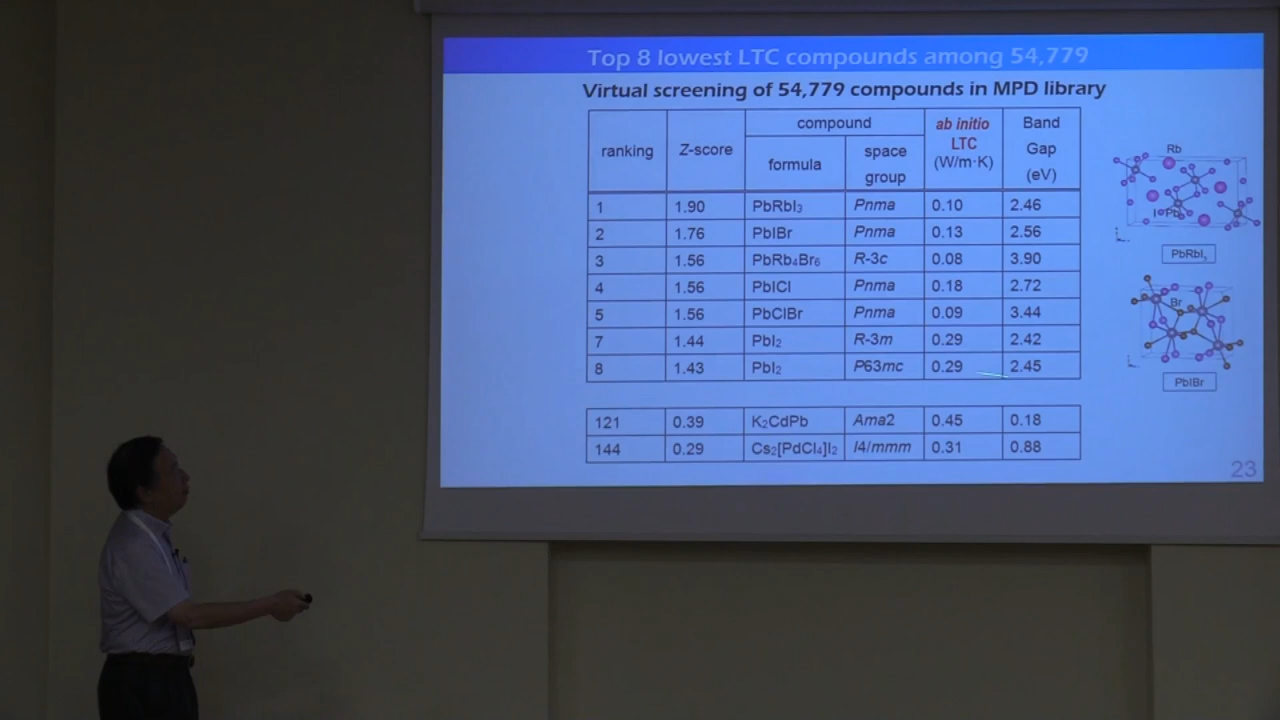 Top 8 lowest LTC compounds among 54,779
Virtual screening of 54,779 compounds in MPD library
ranking Z-score compound ab initio LTC (W/m·K) Band Gap (eV)
formula space group
1 1.90 PbRbI₃ Pnma 0.10 2.46
2 1.76 PbIBr Pnma 0.13 2.56
3 1.56 PbRb₄Br₆ R-3c 0.08 3.90
4 1.56 PbICl Pnma 0.18 2.72
5 1.56 PbClBr Pnma 0.09 3.44
7 1.44 PbI₂ R-3m 0.29 2.42
8 1.43 PbI₂ P63mc 0.29 2.45
121 0.39 K₂CdPb Ama2 0.45 0.18
144 0.29 Cs₂[PdCl₄]I₂ I4/mmm 0.31 0.88
Rb
I Pb
PbRbI₃
Br
PbIBr
23